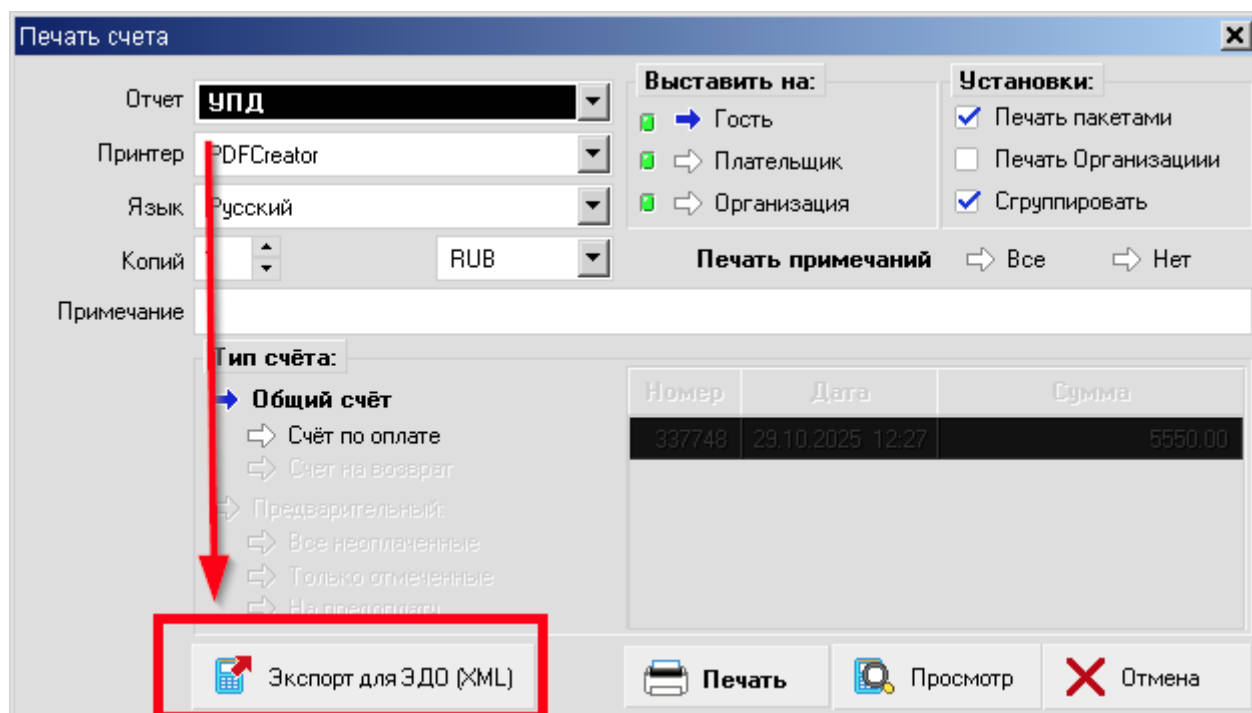 Печать счета
Отчет УПД
Принтер PDFCreator
Язык Русский
Копий RUB
Примечание
Выставить на:
Гость
Плательщик
Организация
Установки:
Печать пакетами
Печать Организациии
Сгруппировать
Печать примечаний Все Нет
Тип счёта:
Общий счёт
Счёт по оплате
Счет на возврат
Предварительный:
Все неоплаченные
Только отмеченные
На предоплату
Номер Дата Сумма
337748 29.10.2025 12:27 5550.00
Экспорт для ЭДО (XML)
Печать
Просмотр
Отмена